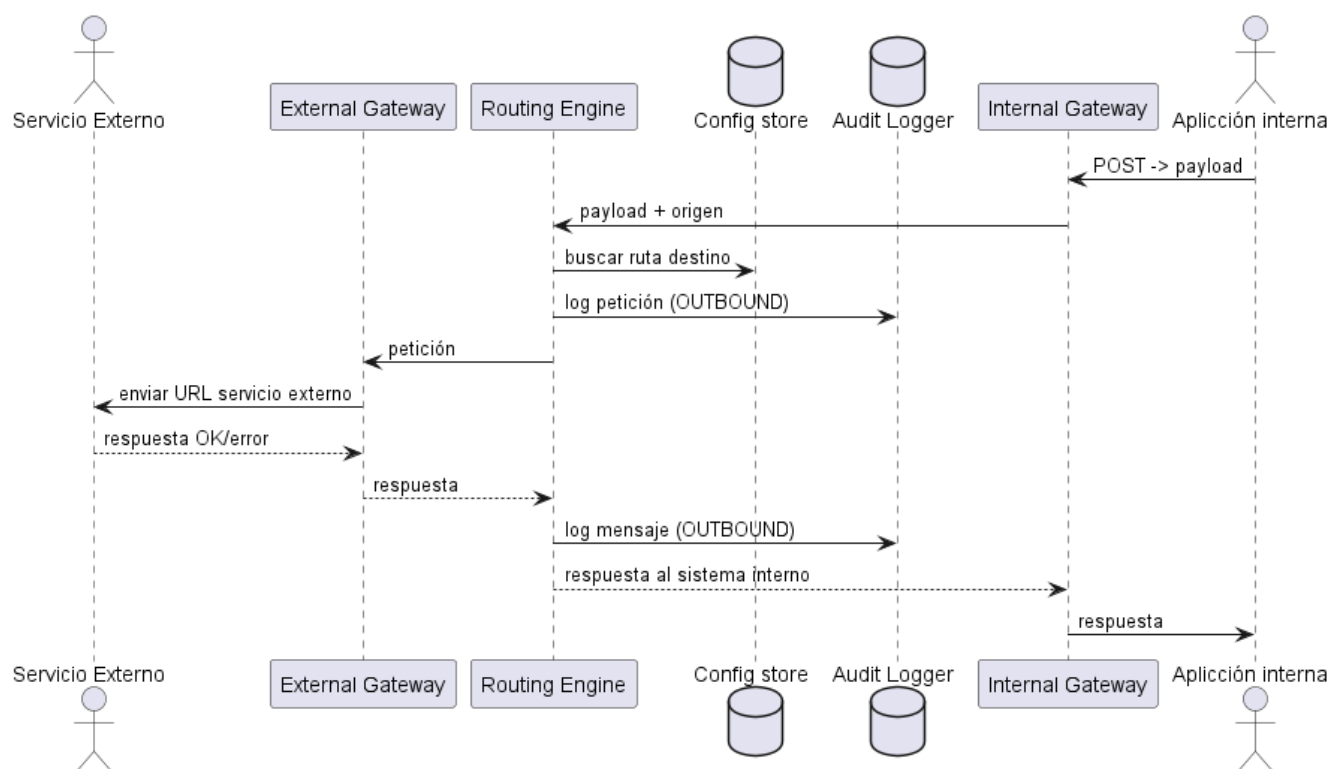 Servicio Externo
External Gateway
Routing Engine
Config store
Audit Logger
Internal Gateway
Aplicción interna
POST -> payload
payload + origen
buscar ruta destino
log petición (OUTBOUND)
petición
enviar URL servicio externo
respuesta OK/error
respuesta
log mensaje (OUTBOUND)
respuesta al sistema interno
respuesta
Servicio Externo
External Gateway
Routing Engine
Config store
Audit Logger
Internal Gateway
Aplicción interna